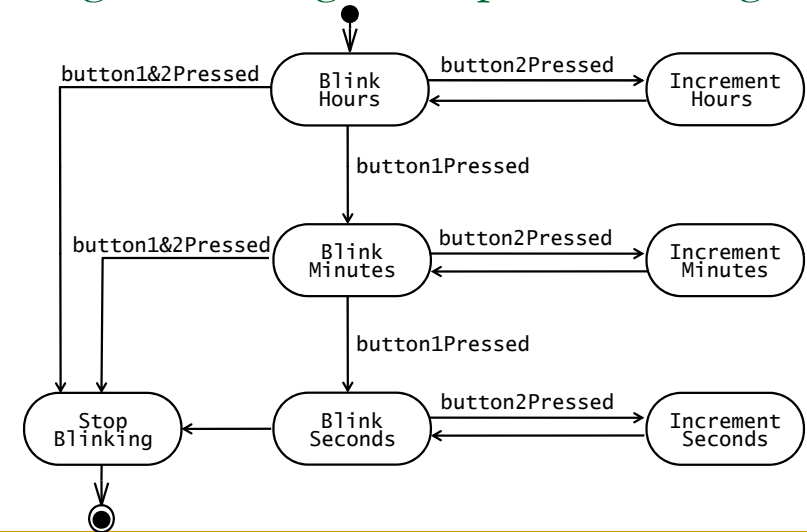 button1&2Pressed
Blink
Hours
button2Pressed
Increment
Hours
button1Pressed
button1&2Pressed
Blink
Minutes
button2Pressed
Increment
Minutes
button1Pressed
Stop
Blinking
Blink
Seconds
button2Pressed
Increment
Seconds